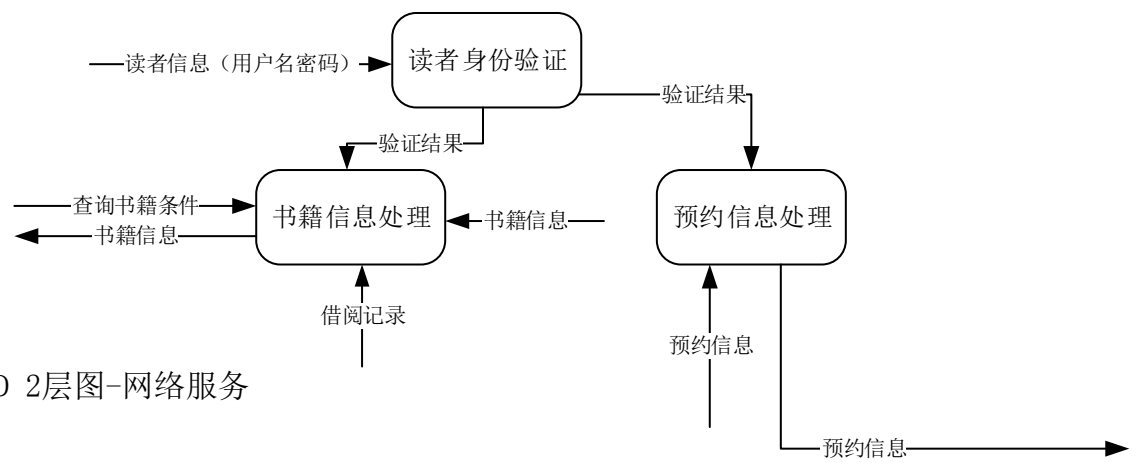 读者身份验证
读者信息（用户名密码）
验证结果
验证结果
查询书籍条件
书籍信息处理
书籍信息
预约信息处理
书籍信息
借阅记录
预约信息
2层图-网络服务
预约信息